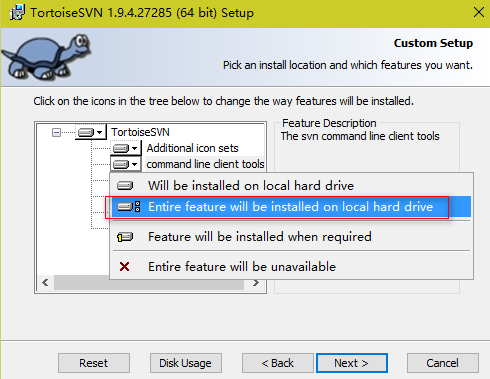 TortoiseSVN 1.9.4.27285 (64 bit) Setup
Custom Setup
Pick an install location and which features you want.
Click on the icons in the tree below to change the way features will be installed.
TortoiseSVN
Additional icon sets
command line client tools
Feature Description
The svn command line client tools
Will be installed on local hard drive
Entire feature will be installed on local hard drive
Feature will be installed when required
Entire feature will be unavailable
Reset
Disk Usage
< Back
Next >
Cancel